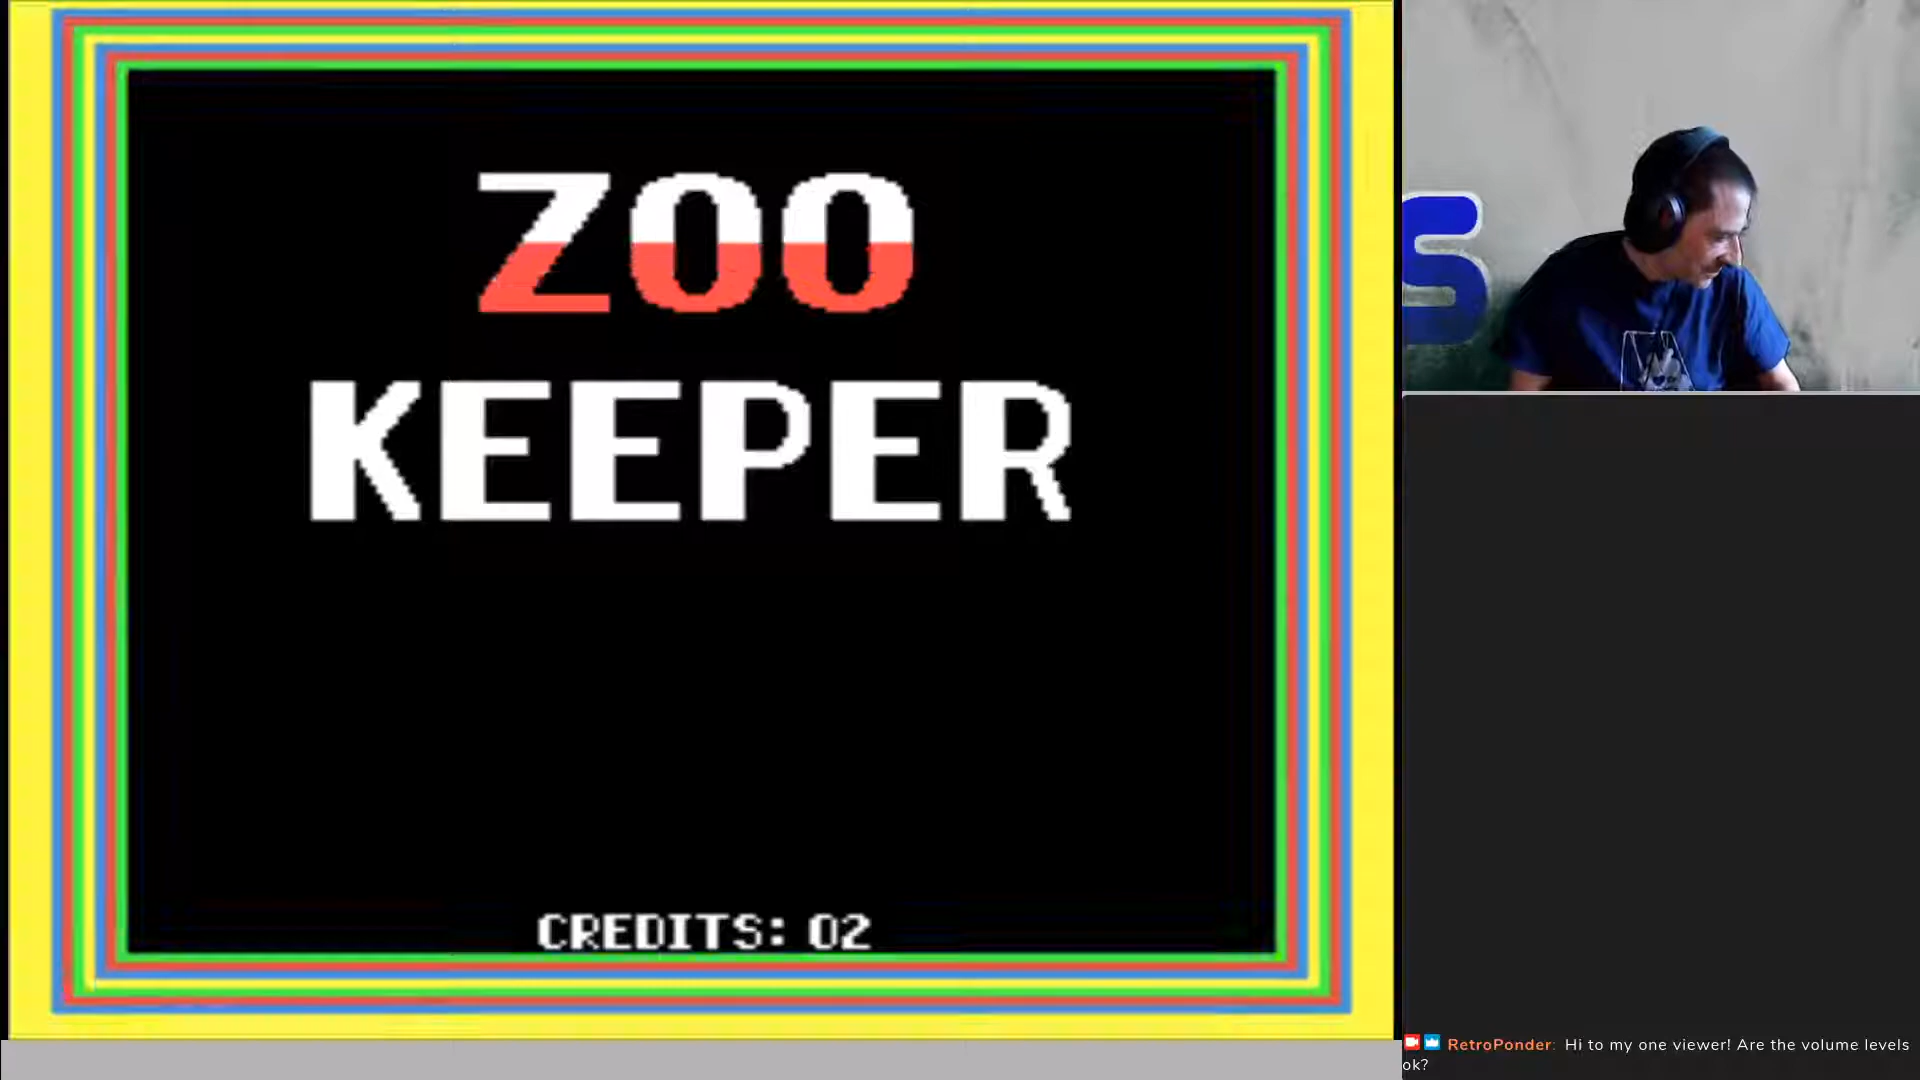 ZOO
KEEPER
CREDITS: 02
S
RetroPonder: Hi to my one viewer! Are the volume levels
ok?